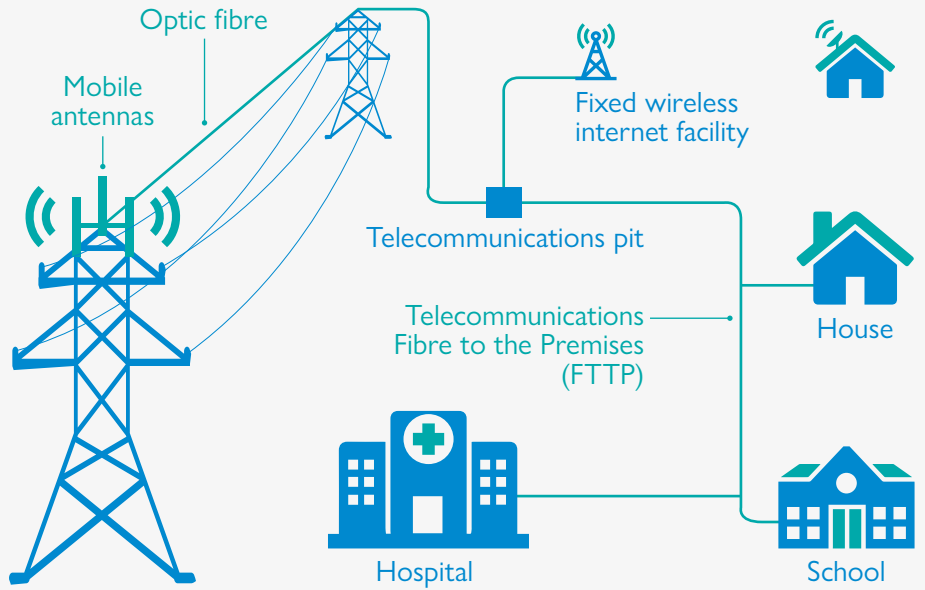 Optic fibre
Mobile
antennas
Fixed wireless
internet facility
Telecommunications pit
Telecommunications
Fibre to the Premises
(FTTP)
House
Hospital
School